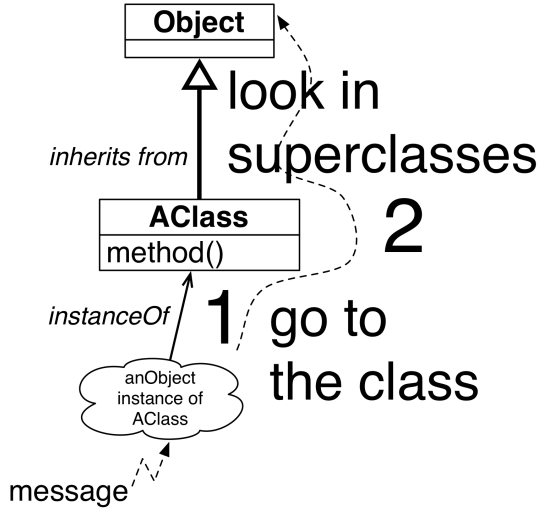 Object
look in
inherits from
superclasses
AClass
2
method()
instanceOf
1
go to
the class
anObject
instance of
AClass
message